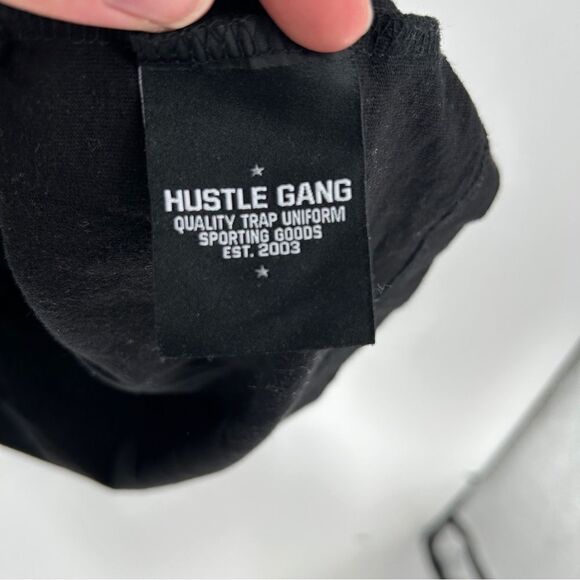 HUSTLE GANG
QUALITY TRAP UNIFORM
SPORTING GOODS
EST. 2003